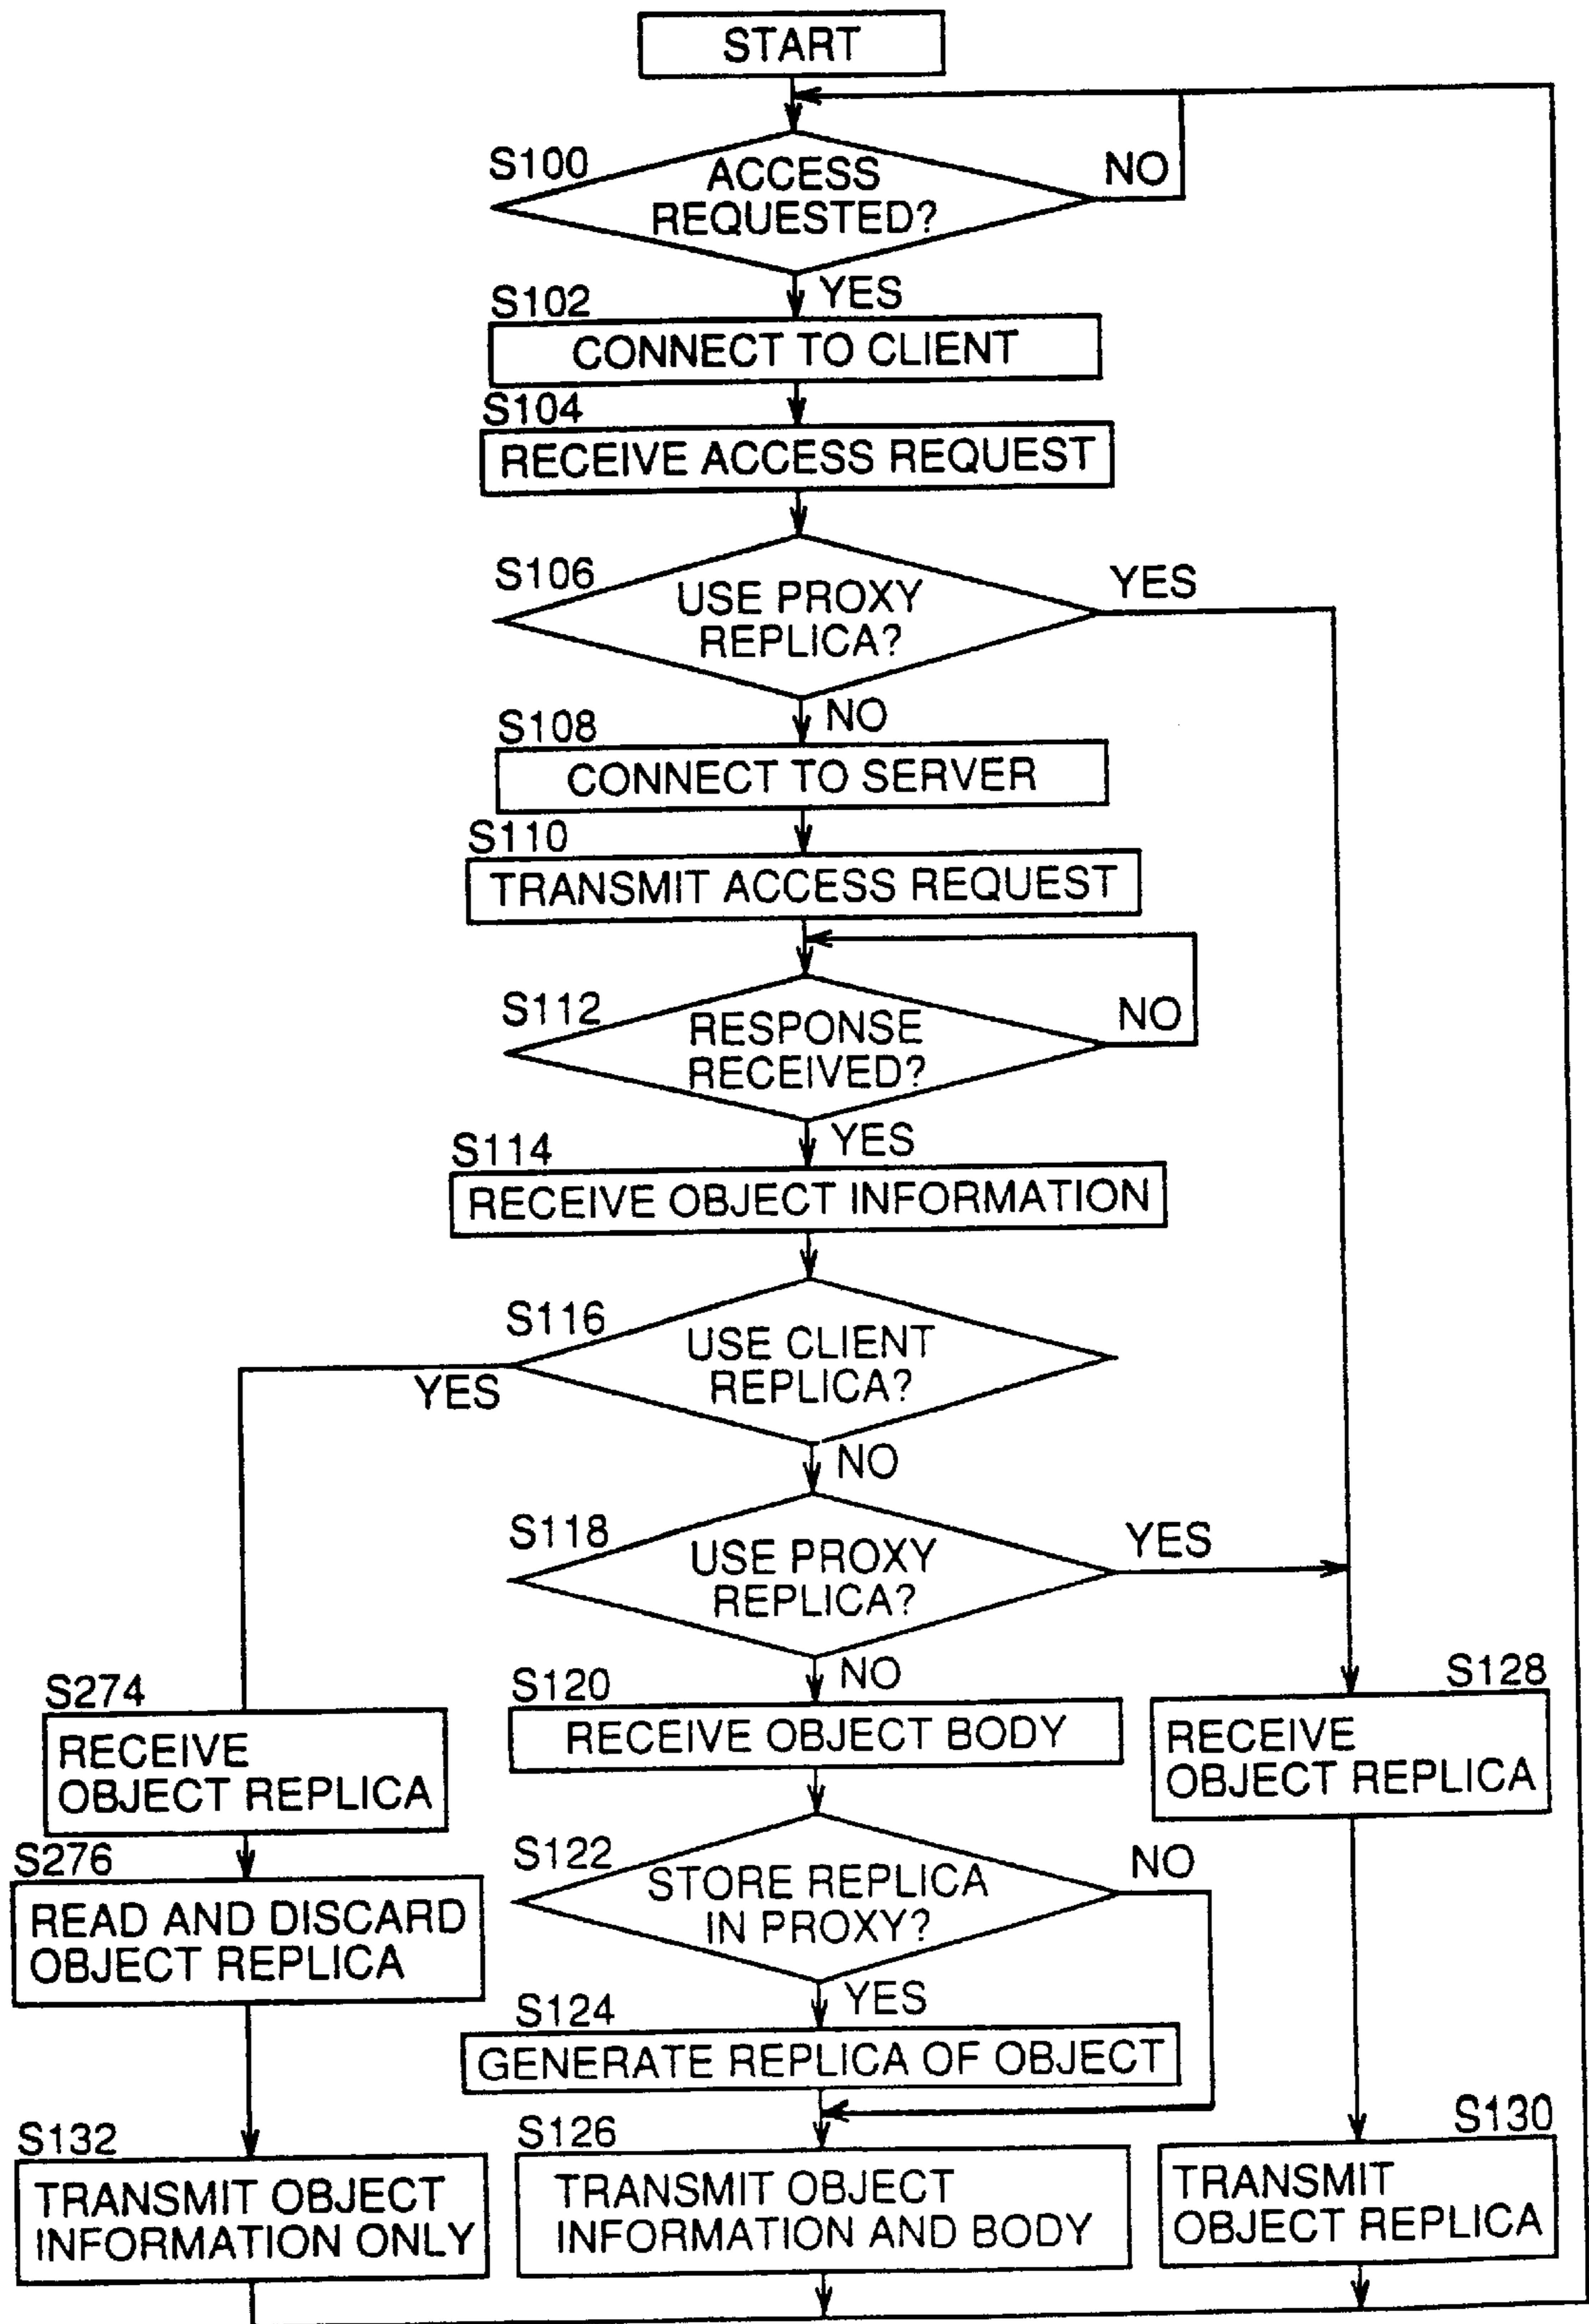 START
S100
ACCESS
REQUESTED?
NO
YES
S102
CONNECT TO CLIENT
S104
RECEIVE ACCESS REQUEST
S106
USE PROXY
REPLICA?
YES
NO
S108
CONNECT TO SERVER
S110
TRANSMIT ACCESS REQUEST
S112
RESPONSE
RECEIVED?
NO
YES
S114
RECEIVE OBJECT INFORMATION
S116
USE CLIENT
REPLICA?
YES
NO
S118
USE PROXY
REPLICA?
YES
NO
S274
RECEIVE
OBJECT REPLICA
S120
RECEIVE OBJECT BODY
S128
RECEIVE
OBJECT REPLICA
S276
READ AND DISCARD
OBJECT REPLICA
S122
STORE REPLICA
IN PROXY?
NO
YES
S124
GENERATE REPLICA OF OBJECT
S132
TRANSMIT OBJECT
INFORMATION ONLY
S126
TRANSMIT OBJECT
INFORMATION AND BODY
S130
TRANSMIT
OBJECT REPLICA